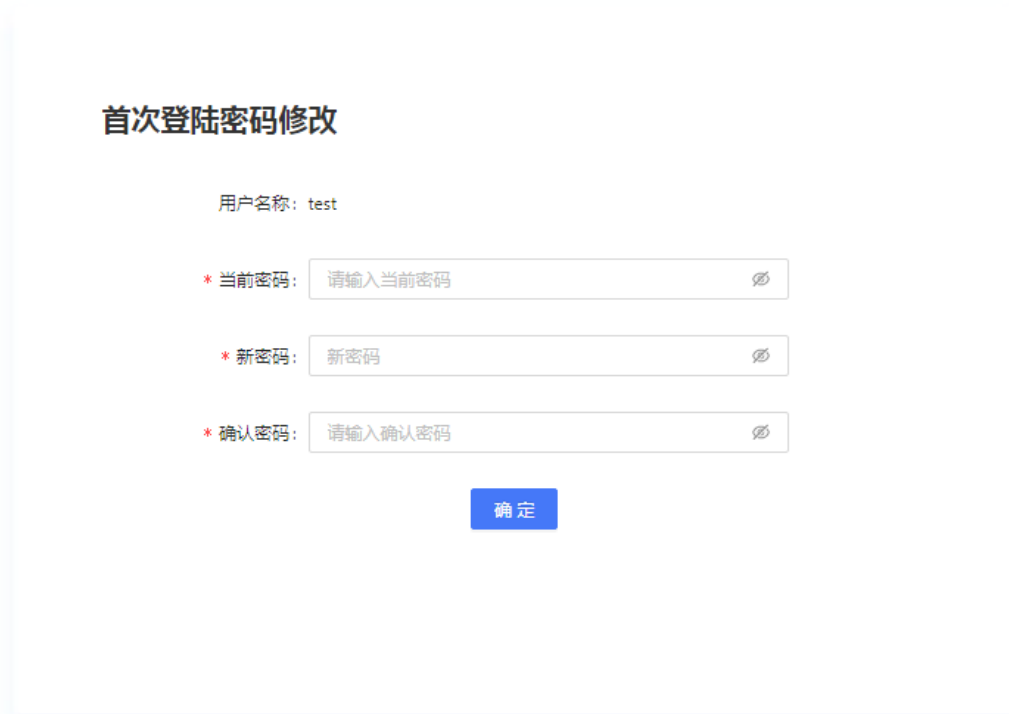 首次登陆密码修改
用户名称: test
* 当前密码: 请输入当前密码
* 新密码: 新密码
* 确认密码: 请输入确认密码
确 定